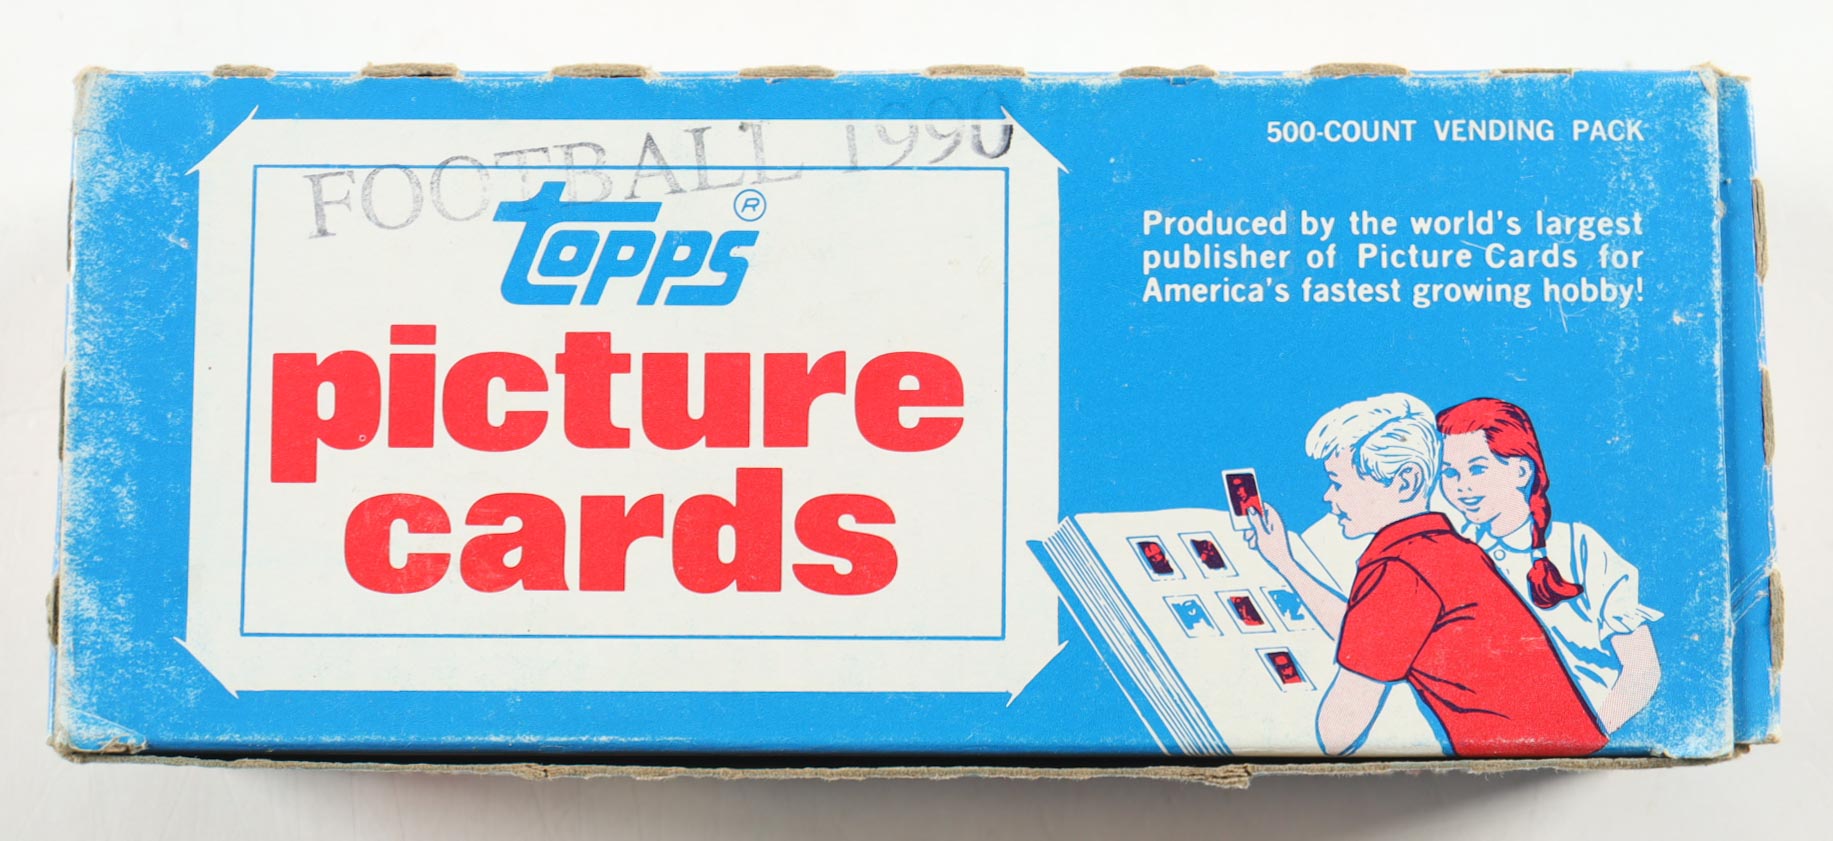 FOOTBALL 1990
topps®
picture
cards
500-COUNT VENDING PACK
Produced by the world's largest
publisher of Picture Cards for
America's fastest growing hobby!